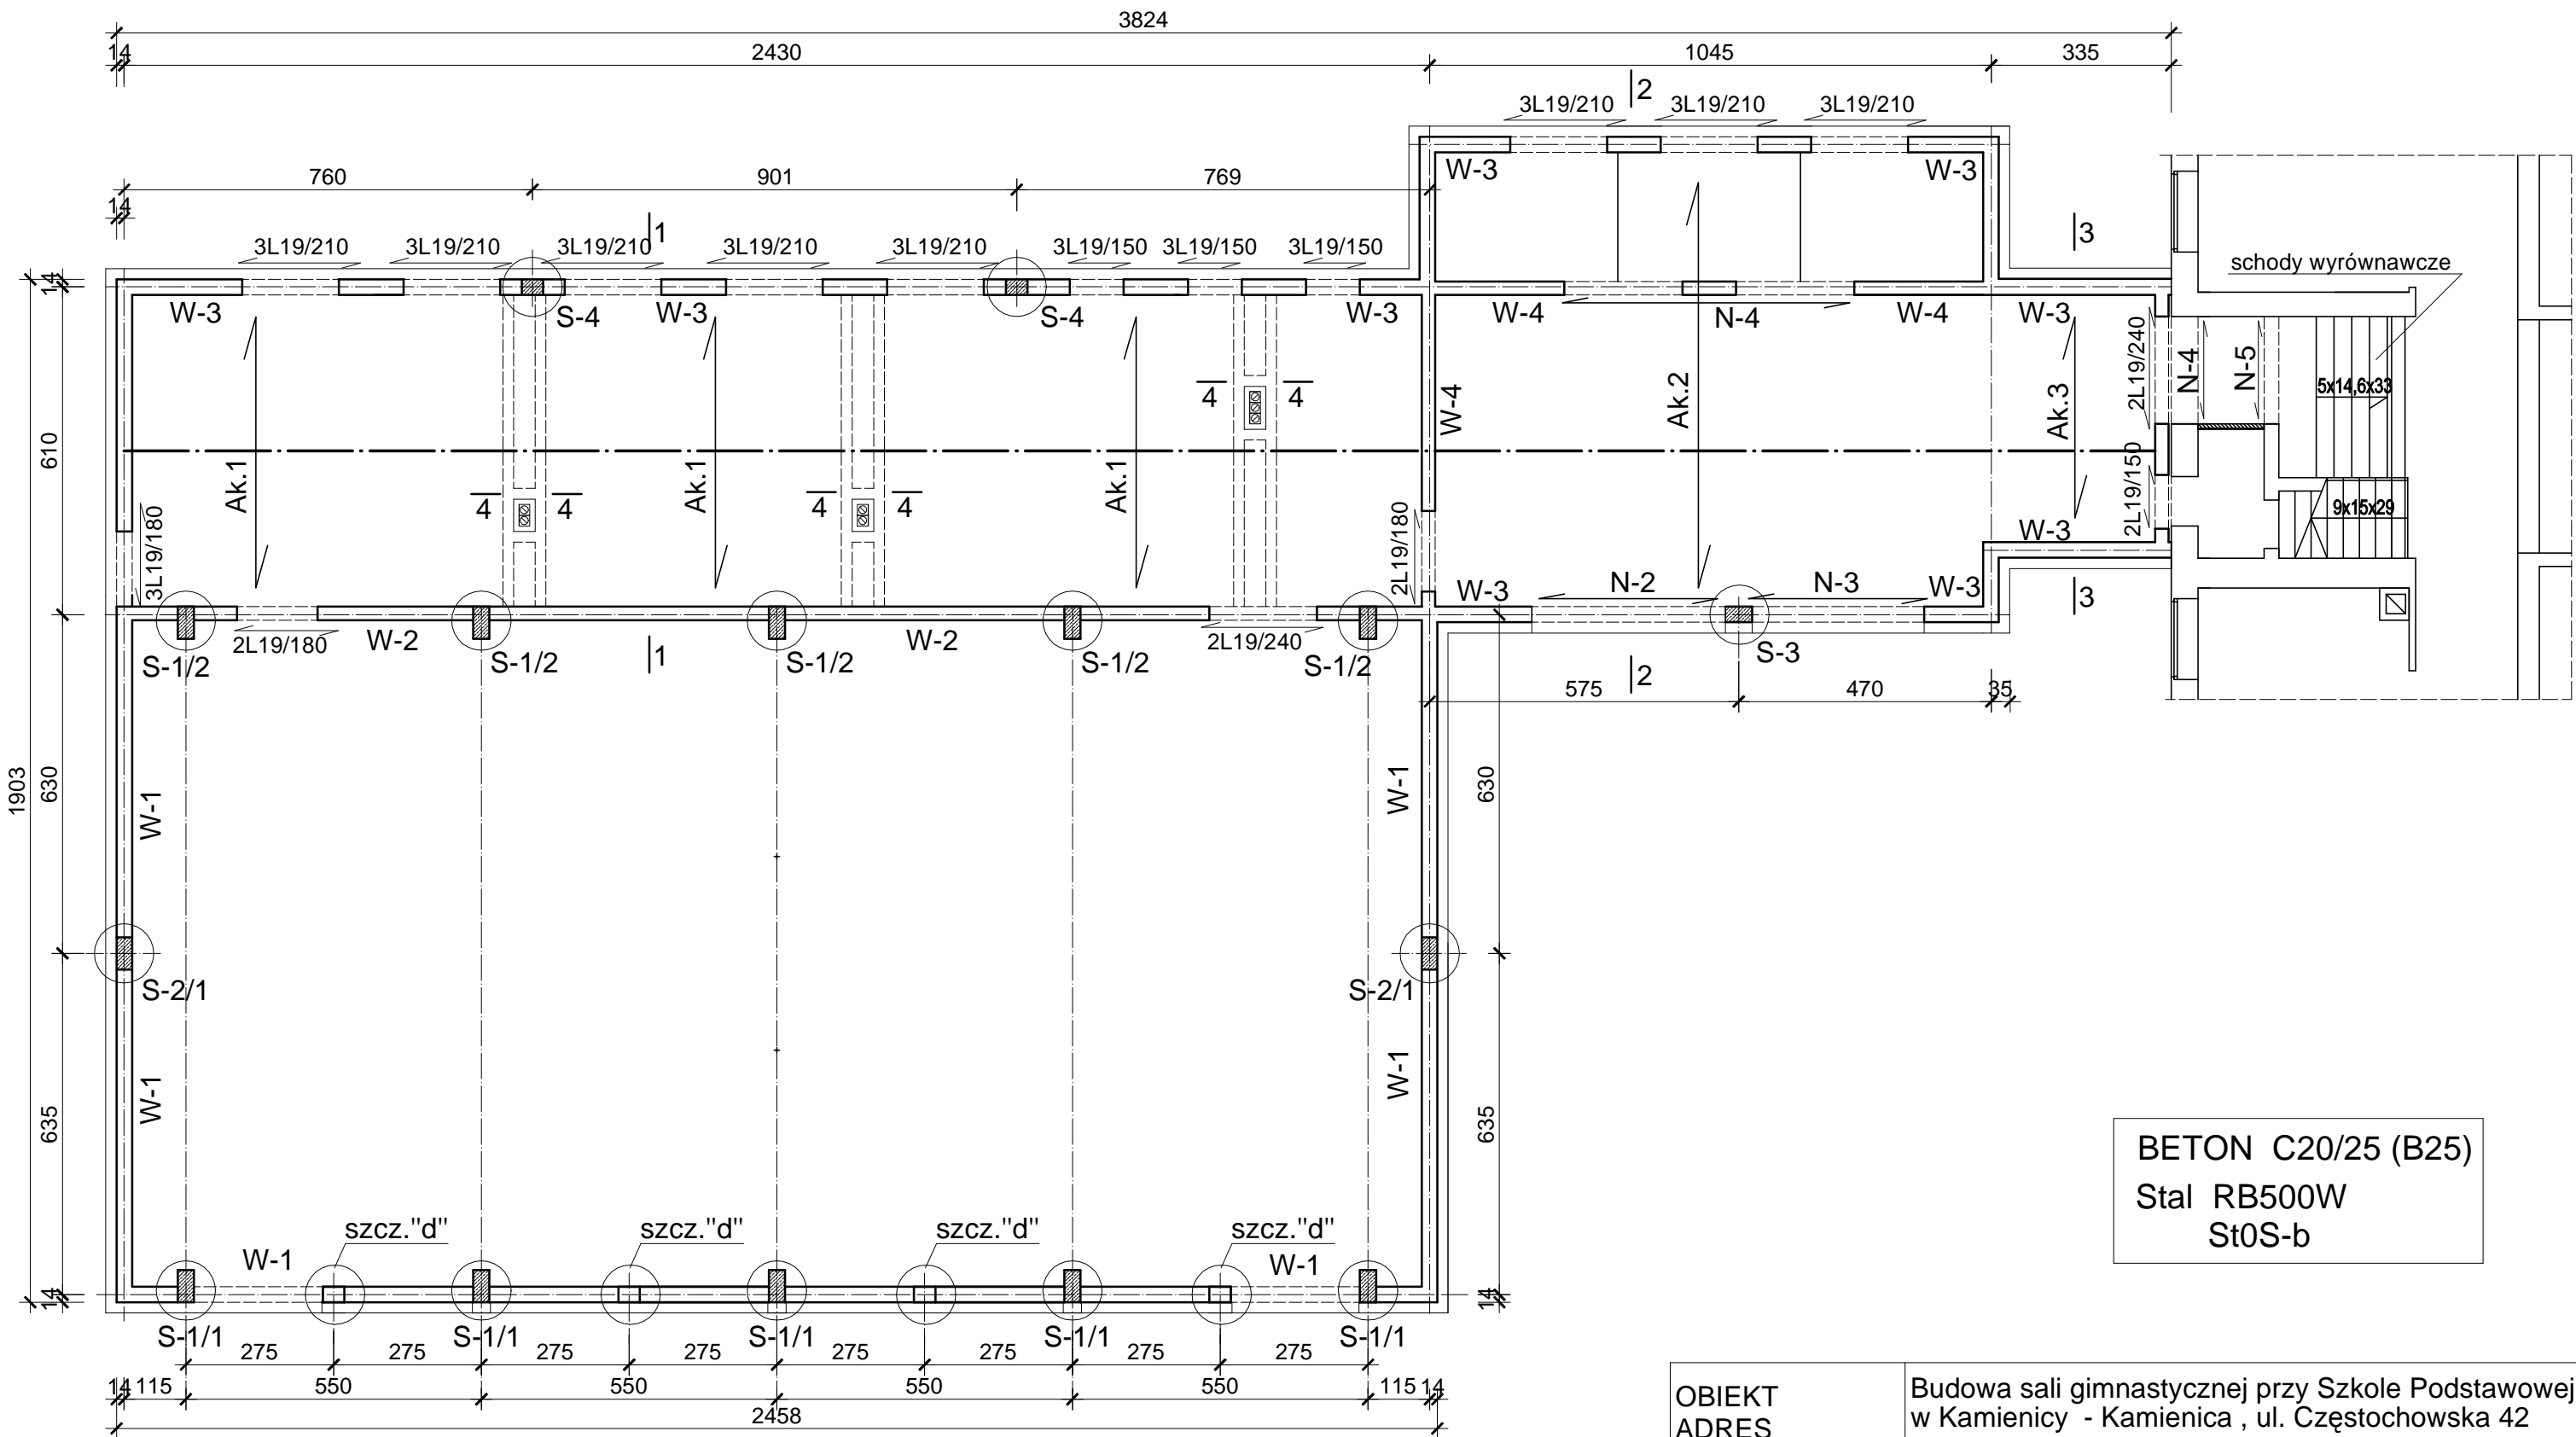 3824
14
2430
1045
335
2
3L19/210
3L19/210
3L19/210
W-3
W-3
760
901
769
14
1
3
3L19/210
3L19/210
3L19/210
3L19/210
3L19/210
3L19/150
3L19/150
3L19/150
schody wyrównawcze
14
W-3
S-4
W-3
S-4
W-3
W-4
N-4
W-4
W-3
2L19/240
N-4
N-5
5x14,6x33
610
Ak.1
Ak.1
Ak.1
4
4
W-4
Ak.2
Ak.3
4
4
4
4
3L19/180
2L19/180
2L19/150
9x15x29
W-3
W-3
N-2
N-3
W-3
3
2L19/180
W-2
1
W-2
2L19/240
S-1/2
S-1/2
S-1/2
S-1/2
S-1/2
S-3
2
575
470
35
1903
630
W-1
W-1
630
S-2/1
S-2/1
635
W-1
W-1
635
BETON C20/25 (B25)
Stal RB500W
St0S-b
szcz."d"
szcz."d"
szcz."d"
szcz."d"
W-1
W-1
14
14
S-1/1
S-1/1
S-1/1
S-1/1
S-1/1
275
275
275
275
275
275
275
275
14
115
550
550
550
550
115
14
2458
OBIEKT
ADRES
Budowa sali gimnastycznej przy Szkole Podstawowej
w Kamienicy - Kamienica , ul. Częstochowska 42